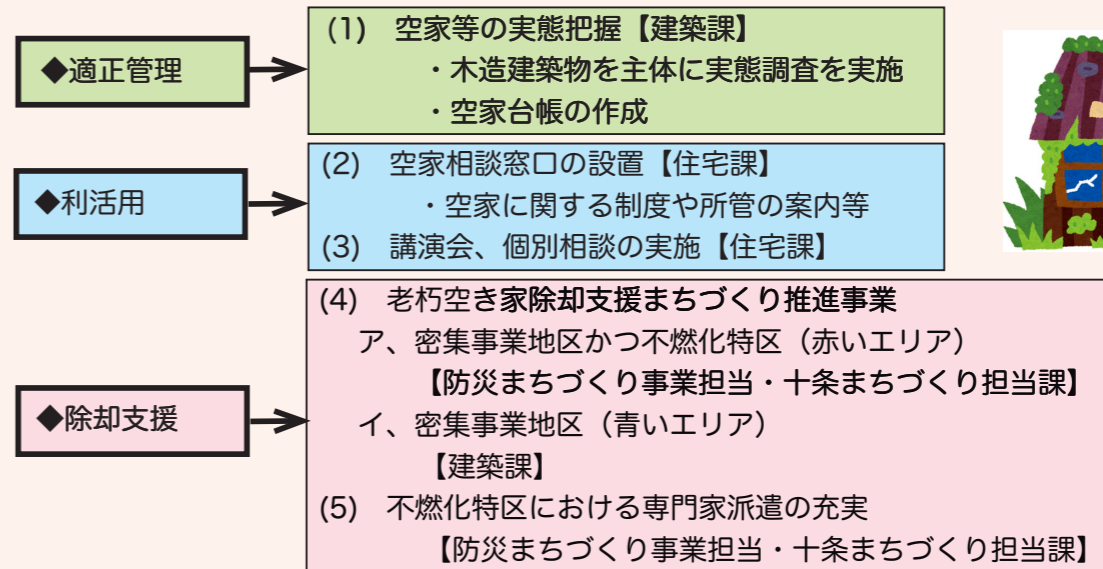 ◆適正管理
(1) 空家等の実態把握【建築課】
・木造建築物を主体に実態調査を実施
・空家台帳の作成
◆利活用
(2) 空家相談窓口の設置【住宅課】
・空家に関する制度や所管の案内等
(3) 講演会、個別相談の実施【住宅課】
◆除却支援
(4) 老朽空き家除却支援まちづくり推進事業
ア、密集事業地区かつ不燃化特区（赤いエリア）
【防災まちづくり事業担当・十条まちづくり担当課】
イ、密集事業地区（青いエリア）
【建築課】
(5) 不燃化特区における専門家派遣の充実
【防災まちづくり事業担当・十条まちづくり担当課】